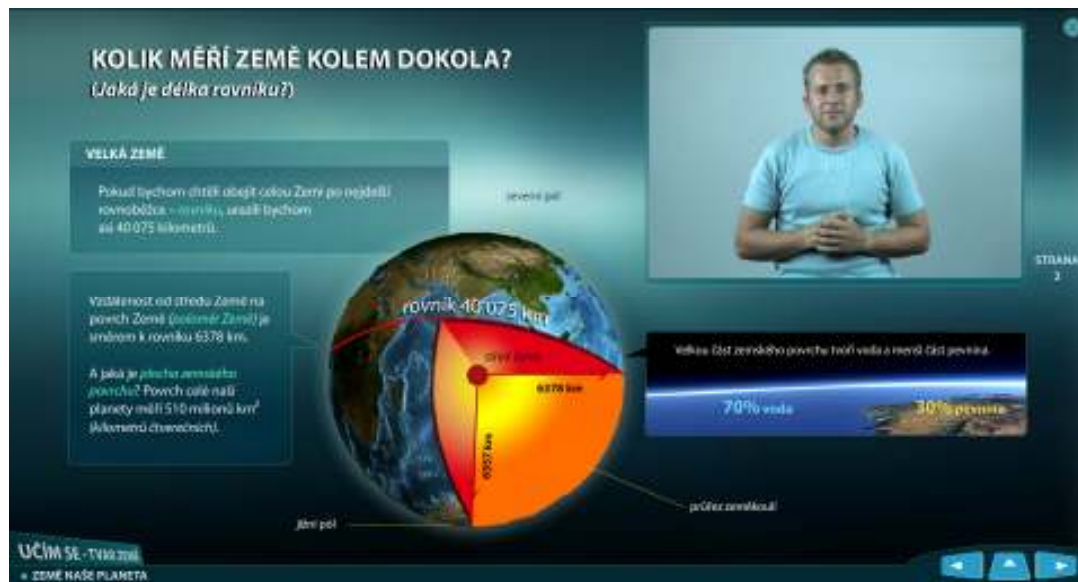 KOLIK MĚŘÍ ZEMĚ KOLEM DOKOLA?
(Jaká je délka rovníku?)
VELKÁ ZEMĚ
Pokud bychom chtěli obejít celou Zemi po nejdelší
rovnoběžce – rovníku, urazili bychom
asi 40 075 kilometrů.
severní pól
STRANA
2
Vzdálenost od středu Země na
povrch Země (poloměr Země) je
směrem k rovníku 6378 km.
A jaká je plocha zemského
povrchu? Povrch celé naší
planety měří 510 milionů km²
(kilometrů čtverečních).
rovník 40 075 km
střed Země
6378 km
6357 km
Velkou část zemského povrchu tvoří voda a menší část pevnina.
70% voda
30% pevnina
průřez zeměkoulí
jižní pól
UČÍM SE -
ZEMĚ NAŠE PLANETA